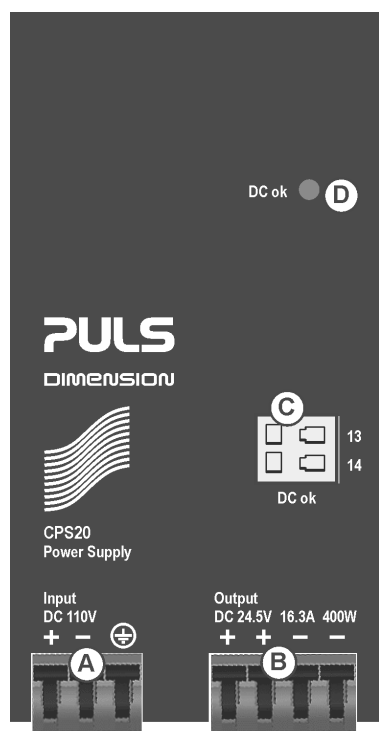 DC ok D
PULS
DIMENSION
C
13
14
DC ok
CPS20
Power Supply
Input
DC 110V
+ −
A
Output
DC 24.5V 16.3A 400W
+ + − −
B